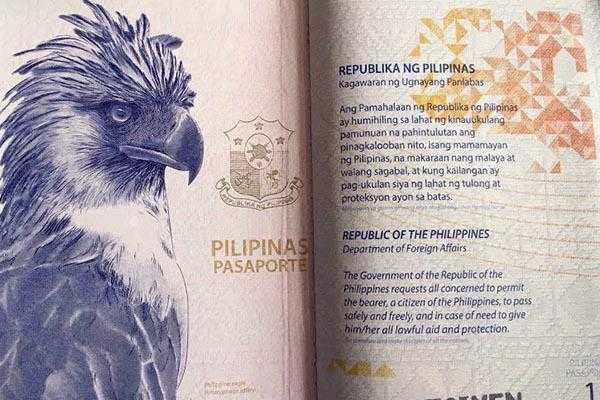 REPUBLIKA NG PILIPINAS
PILIPINAS
PASAPORTE
Philippine eagle
REPUBLIKA NG PILIPINAS
Kagawaran ng Ugnayang Panlabas
Ang Pamahalaan ng Republika ng Pilipinas
ay humihiling sa lahat ng kinauukulang
pamunuan na pahintulutan ang
pinagkalooban nito, isang mamamayan
ng Pilipinas, na makaraan nang malaya at
walang sagabal, at kung kailangan ay
pag-ukulan siya ng lahat ng tulong at
proteksyon ayon sa batas.
REPUBLIC OF THE PHILIPPINES
Department of Foreign Affairs
The Government of the Republic of the
Philippines requests all concerned to permit
the bearer, a citizen of the Philippines, to pass
safely and freely, and in case of need to give
him/her all lawful aid and protection.
1